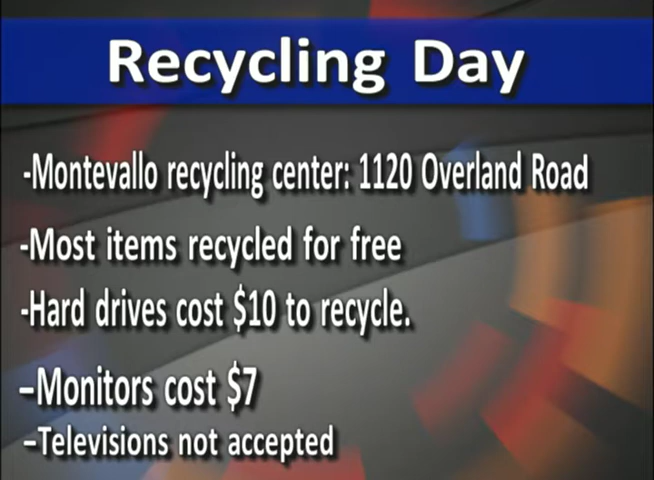 Recycling Day
-Montevallo recycling center: 1120 Overland Road
-Most items recycled for free
-Hard drives cost $10 to recycle.
-Monitors cost $7
-Televisions not accepted